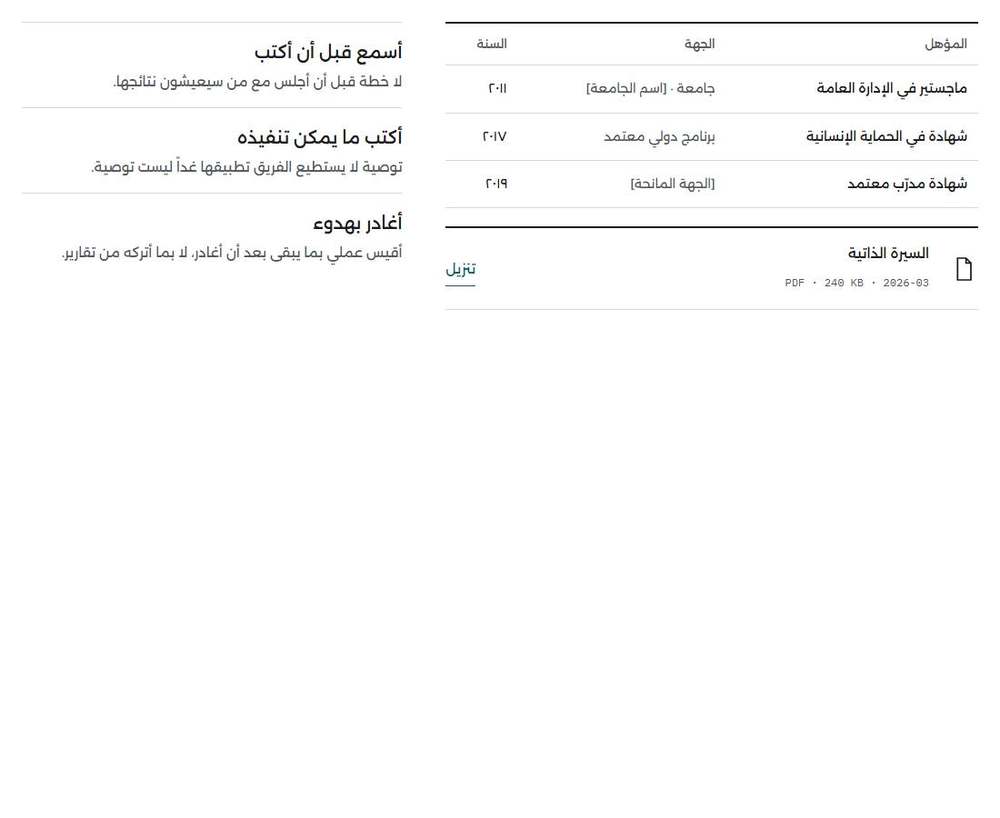 المؤهل الجهة السنة
ماجستير في الإدارة العامة جامعة · [اسم الجامعة] ٢٠١١
شهادة في الحماية الإنسانية برنامج دولي معتمد ٢٠١٧
شهادة مدرّب معتمد [الجهة المانحة] ٢٠١٩
السيرة الذاتية
PDF · 240 KB · 2026-03
تنزيل
أسمع قبل أن أكتب
لا خطة قبل أن أجلس مع من سيعيشون نتائجها.
أكتب ما يمكن تنفيذه
توصية لا يستطيع الفريق تطبيقها غداً ليست توصية.
أغادر بهدوء
أقيس عملي بما يبقى بعد أن أغادر، لا بما أتركه من تقارير.